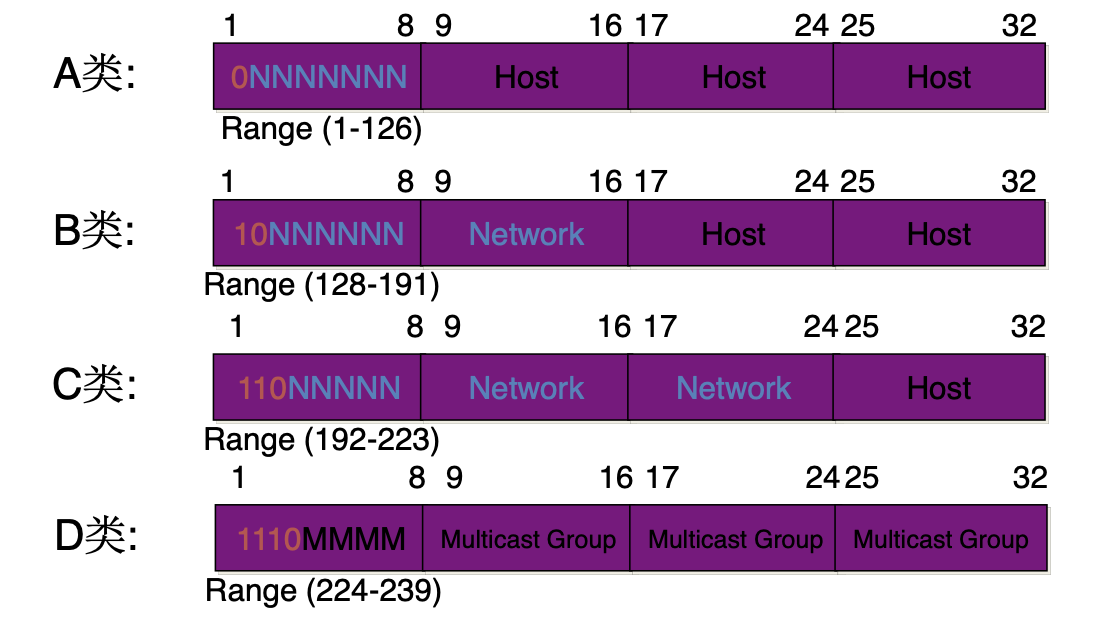 1 8 9 16 17 24 25 32
A类: 0NNNNNNN Host Host Host
Range (1-126)
1 8 9 16 17 24 25 32
B类: 10NNNNNN Network Host Host
Range (128-191)
1 8 9 16 17 24 25 32
C类: 110NNNNN Network Network Host
Range (192-223)
1 8 9 16 17 24 25 32
D类: 1110MMMM Multicast Group Multicast Group Multicast Group
Range (224-239)